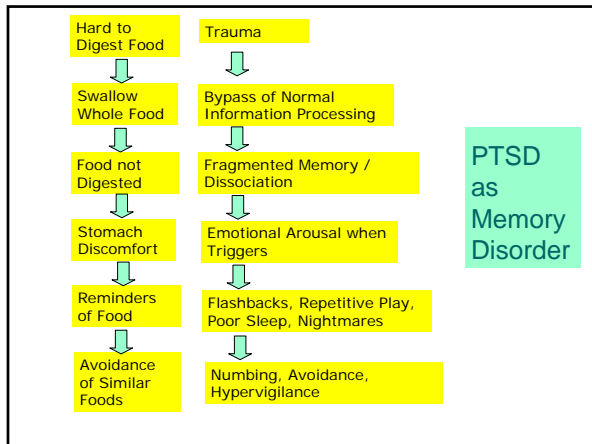 Hard to
Digest Food
Swallow
Whole Food
Food not
Digested
Stomach
Discomfort
Reminders
of Food
Avoidance
of Similar
Foods
Trauma
Bypass of Normal
Information Processing
Fragmented Memory /
Dissociation
Emotional Arousal when
Triggers
Flashbacks, Repetitive Play,
Poor Sleep, Nightmares
Numbing, Avoidance,
Hypervigilance
PTSD
as
Memory
Disorder